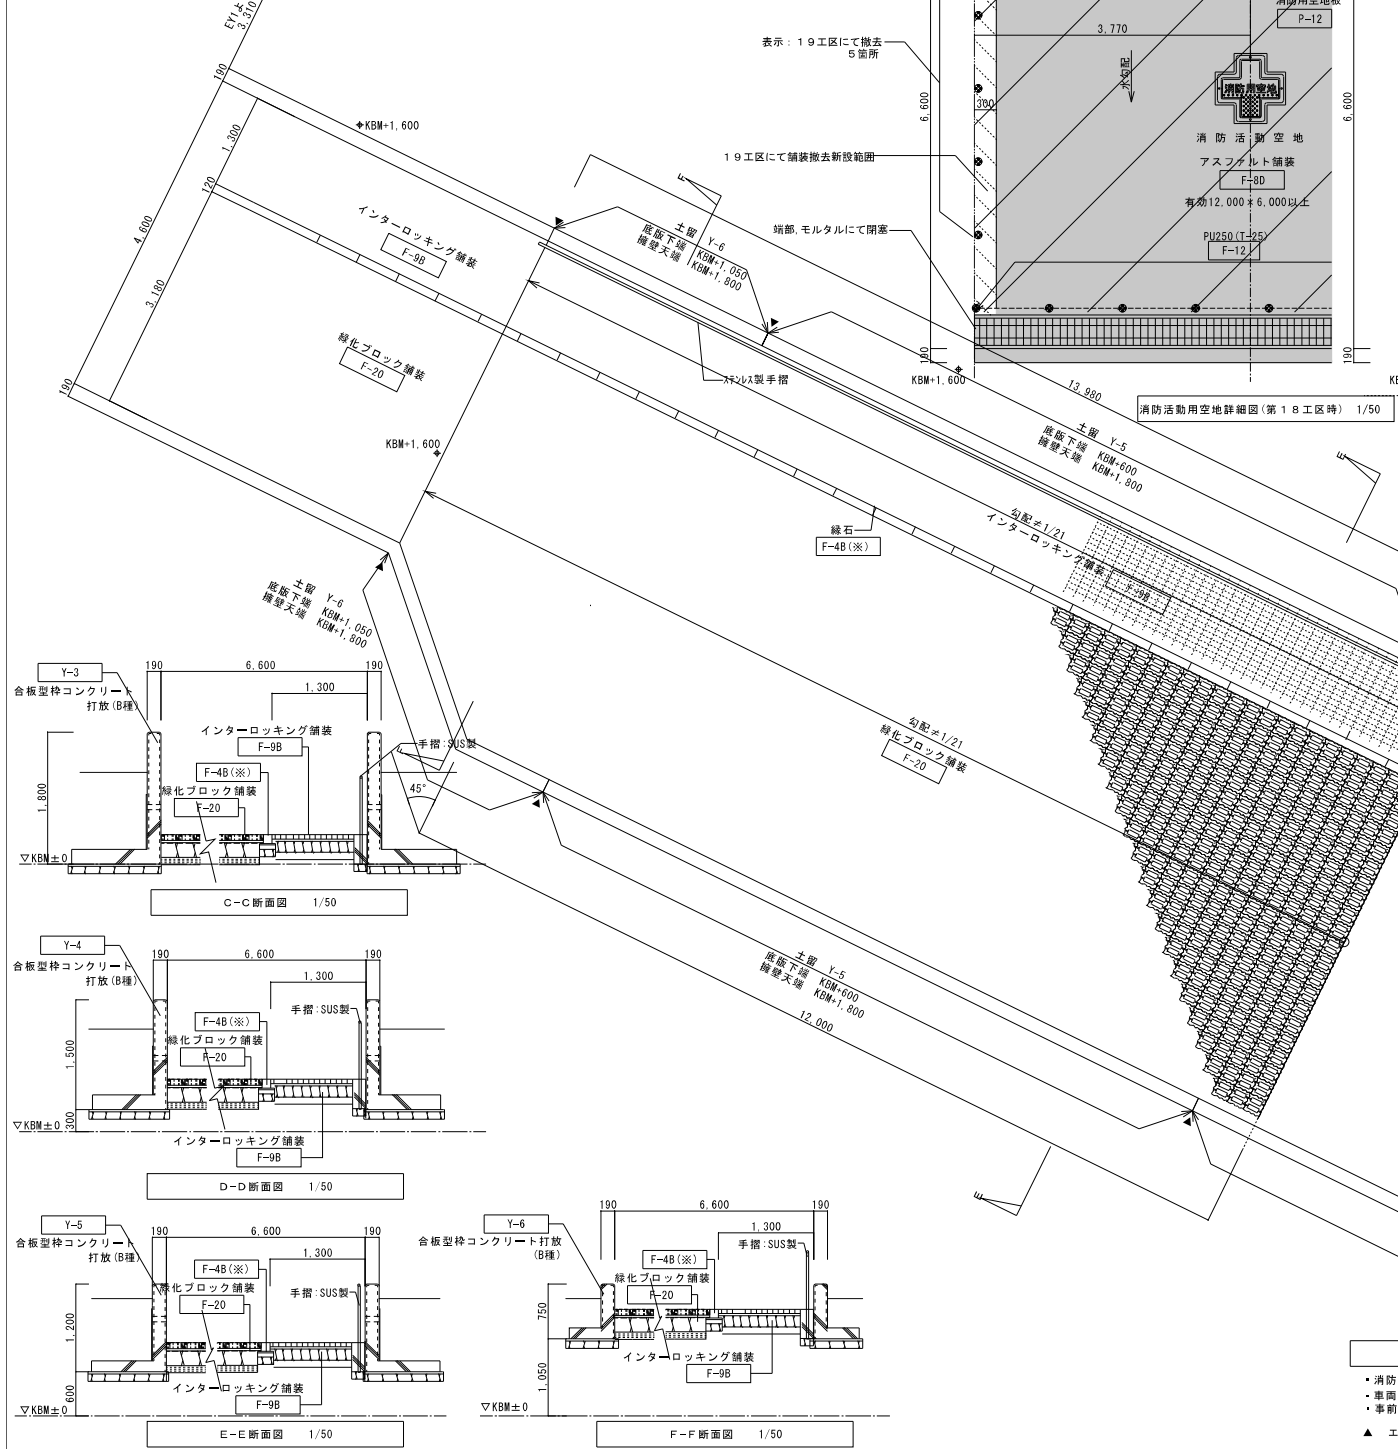 3,310
190
1,300
120
4,600
3,180
190
KBM+1,600
インターロッキング舗装
F-9B
緑化ブロック舗装
F-20
KBM+1,600
土留 Y-6
底版下端 KBM+1,050
擁壁天端 KBM+1,800
F
ステンレス製手摺
表示：１９工区にて撤去
５箇所
6,600
１９工区にて舗装撤去新設範囲
端部,モルタルにて閉塞
190
KBM+1,600
300
3,770
水勾配
消防用空地板
P-12
消防用空地
消防活動空地
アスファルト舗装
F-8D
有効12,000×6,000以上
PU250(T-25)
F-12
6,600
190
消防活動用空地詳細図(第１８工区時) 1/50
13,980
土留 Y-5
底版下端 KBM+600
擁壁天端 KBM+1,800
E
縁石
F-4B(※)
勾配≠1/21
インターロッキング舗装
F-9B
勾配≠1/21
緑化ブロック舗装
F-20
土留 Y-6
底版下端 KBM+1,050
擁壁天端 KBM+1,800
F
45°
土留 Y-5
底版下端 KBM+600
擁壁天端 KBM+1,800
12,000
E
Y-3
合板型枠コンクリート
打放(B種)
190 6,600 190
1,300
インターロッキング舗装
F-9B
手摺:SUS製
F-4B(※)
緑化ブロック舗装
F-20
1,800
▽KBM±0
C-C断面図 1/50
Y-4
合板型枠コンクリート
打放(B種)
190 6,600 190
1,300
手摺:SUS製
F-4B(※)
緑化ブロック舗装
F-20
1,500
300
▽KBM±0
インターロッキング舗装
F-9B
D-D断面図 1/50
Y-5
合板型枠コンクリート
打放(B種)
190 6,600 190
1,300
F-4B(※)
緑化ブロック舗装
手摺:SUS製
F-20
1,200
600
インターロッキング舗装
F-9B
▽KBM±0
E-E断面図 1/50
Y-6
合板型枠コンクリート打放
(B種)
190 6,600 190
1,300
手摺:SUS製
F-4B(※)
緑化ブロック舗装
F-20
750
1,050
インターロッキング舗装
F-9B
▽KBM±0
F-F断面図 1/50
・消防
・車両
・事前
▲ エ